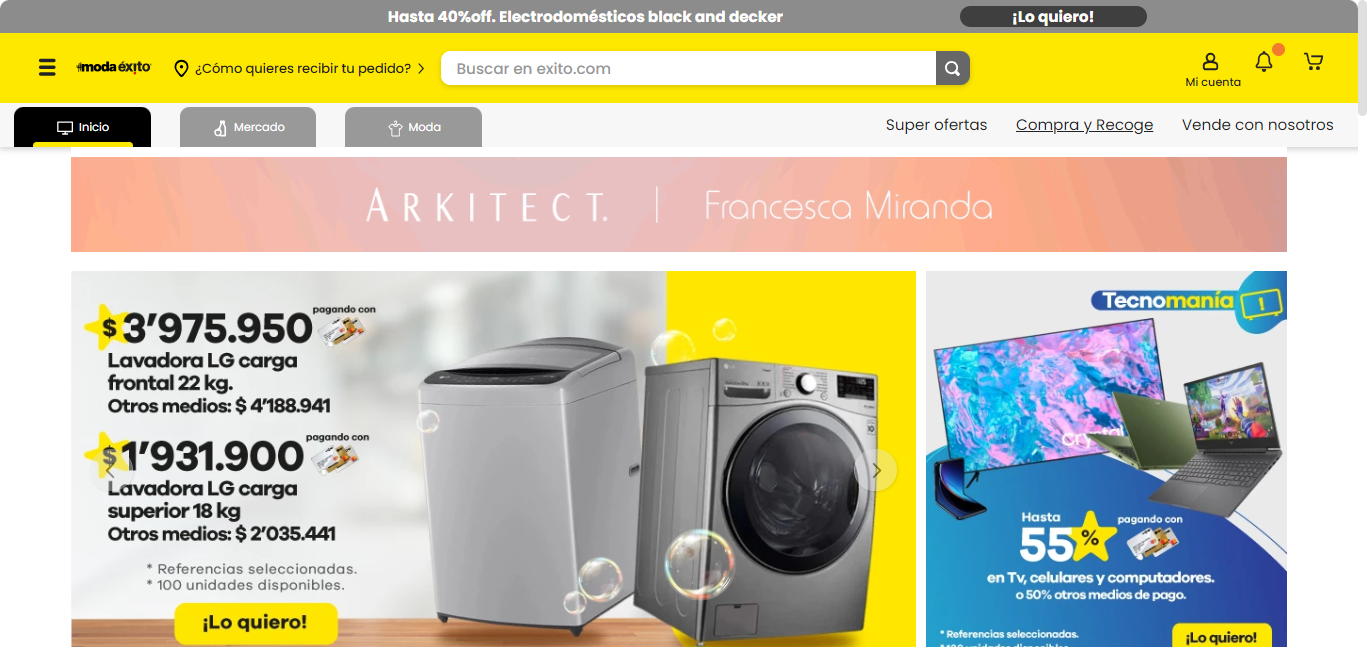 Hasta 40%off. Electrodomésticos black and decker
¡Lo quiero!
#modaéxito
¿Cómo quieres recibir tu pedido?
Buscar en exito.com
Mi cuenta
Inicio
Mercado
Moda
Super ofertas
Compra y Recoge
Vende con nosotros
ARKITECT. | Francesca Miranda
$3'975.950 pagando con
Lavadora LG carga
frontal 22 kg.
Otros medios: $ 4'188.941
$1'931.900 pagando con
Lavadora LG carga
superior 18 kg
Otros medios: $ 2'035.441
* Referencias seleccionadas.
* 100 unidades disponibles.
¡Lo quiero!
Tecnomanía
Crystal
Hasta
55% pagando con
en Tv, celulares y computadores.
o 50% otros medios de pago.
* Referencias seleccionadas.
¡Lo quiero!